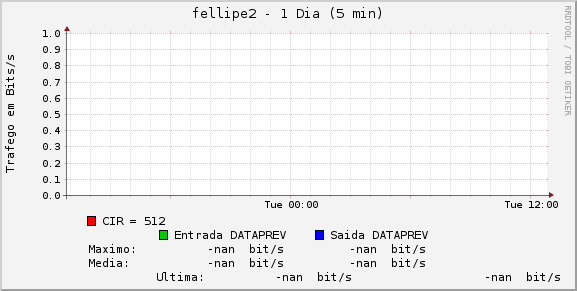 fellipe2 - 1 Dia (5 min)
RRDTOOL / TOBI OETIKER
Trafego em Bits/s
1.0
0.9
0.8
0.7
0.6
0.5
0.4
0.3
0.2
0.1
0.0
Tue 00:00 Tue 12:00
CIR = 512
Entrada DATAPREV Saida DATAPREV
Maximo: -nan bit/s -nan bit/s
Media: -nan bit/s -nan bit/s
Ultima: -nan bit/s -nan bit/s